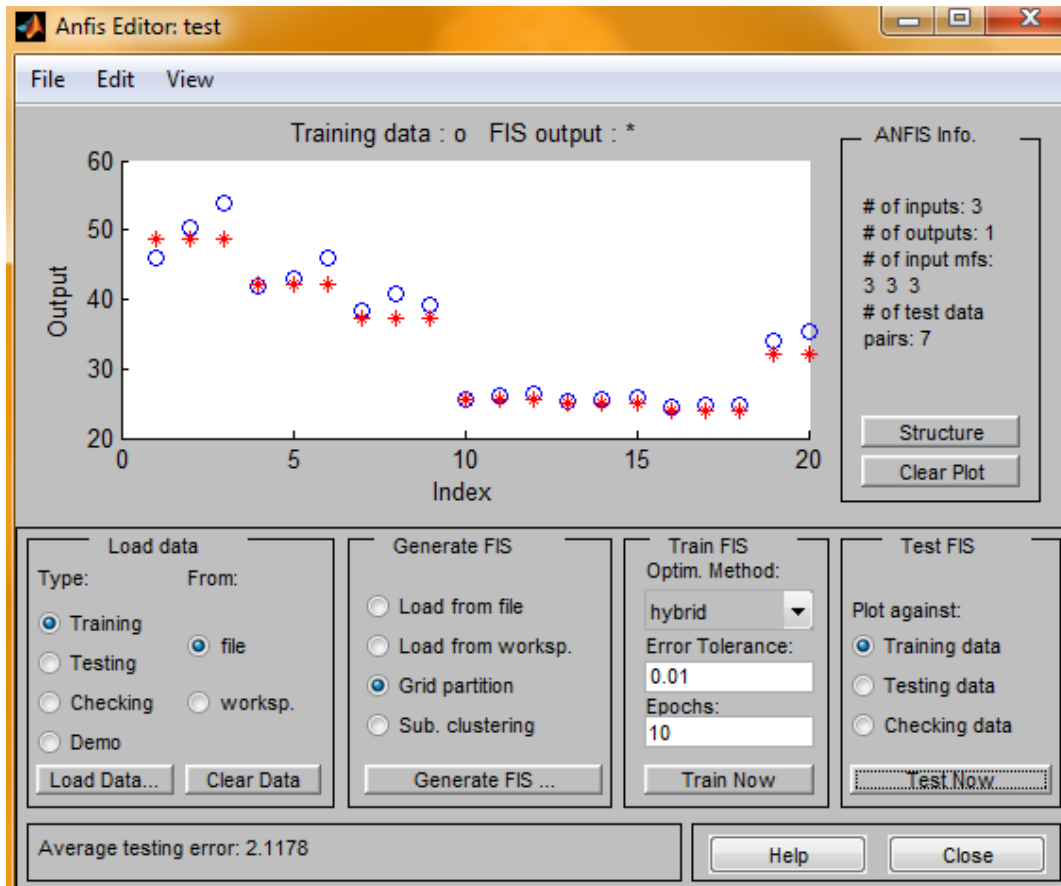 Anfis Editor: test
File Edit View
Training data : o FIS output : *
60
50
40
30
20
Output
0 5 10 15 20
Index
ANFIS Info.
# of inputs: 3
# of outputs: 1
# of input mfs:
3 3 3
# of test data
pairs: 7
Structure
Clear Plot
Load data
Type: From:
Training
file
Testing
Checking
worksp.
Demo
Load Data... Clear Data
Generate FIS
Load from file
Load from worksp.
Grid partition
Sub. clustering
Generate FIS ...
Train FIS
Optim. Method:
hybrid
Error Tolerance:
0.01
Epochs:
10
Train Now
Test FIS
Plot against:
Training data
Testing data
Checking data
Test Now
Average testing error: 2.1178
Help Close